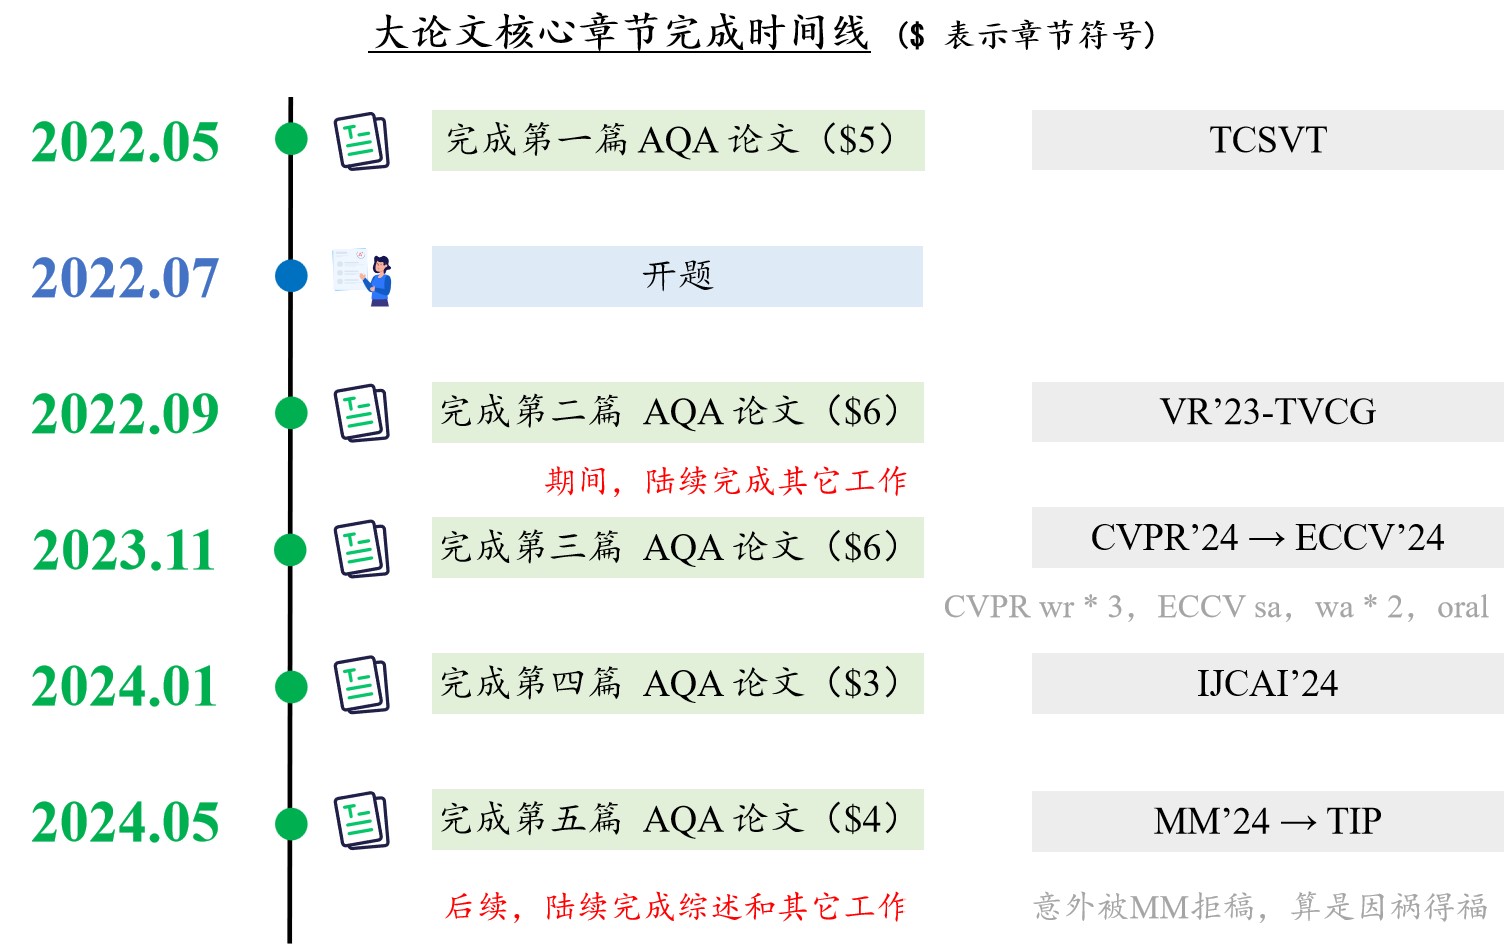 大论文核心章节完成时间线 ($ 表示章节符号)
2022.05 完成第一篇 AQA 论文（$5） TCSVT
2022.07 开题
2022.09 完成第二篇 AQA 论文（$6） VR’23-TVCG
期间，陆续完成其它工作
2023.11 完成第三篇 AQA 论文（$6） CVPR’24 → ECCV’24
CVPR wr * 3，ECCV sa，wa * 2，oral
2024.01 完成第四篇 AQA 论文（$3） IJCAI’24
2024.05 完成第五篇 AQA 论文（$4） MM’24 → TIP
后续，陆续完成综述和其它工作 意外被MM拒稿，算是因祸得福